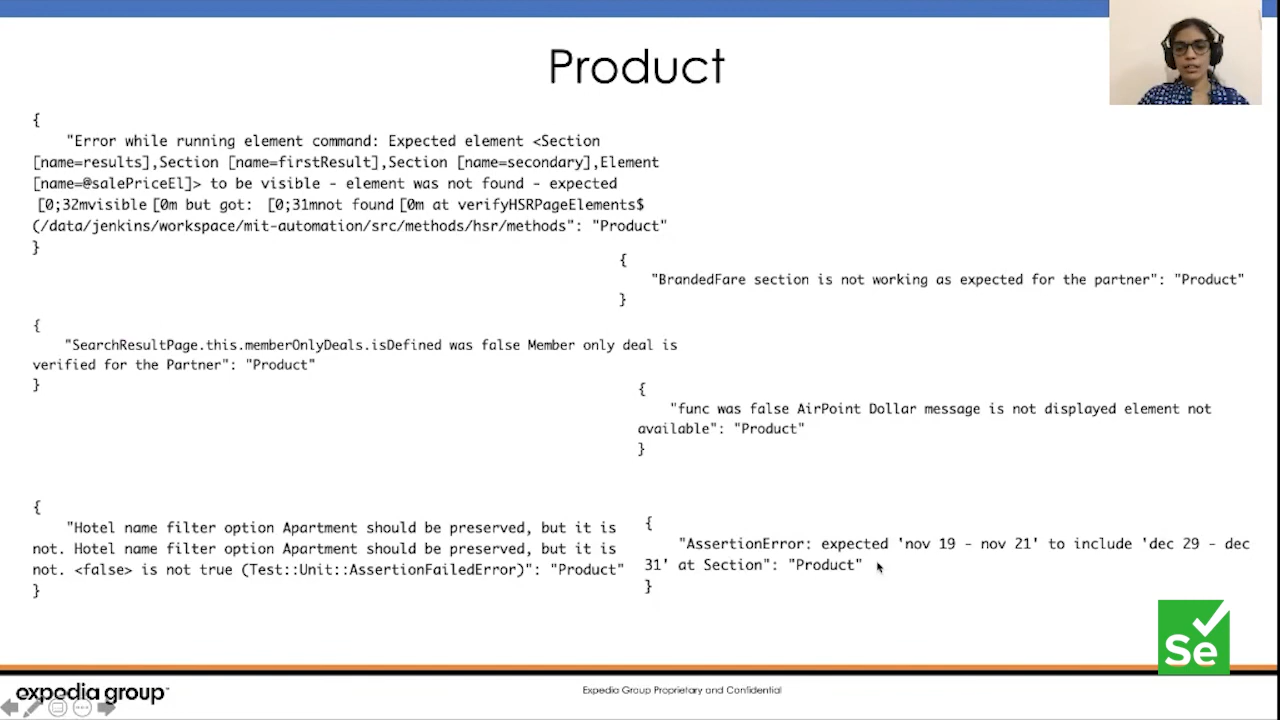 Product
{
"Error while running element command: Expected element <Section
[name=results],Section [name=firstResult],Section [name=secondary],Element
[name=@salePriceEl]> to be visible - element was not found - expected
[0;32mvisible[0m but got: [0;31mnot found[0m at verifyHSRPageElements$
(/data/jenkins/workspace/mit-automation/src/methods/hsr/methods": "Product"
}
{
"BrandedFare section is not working as expected for the partner": "Product"
}
{
"SearchResultPage.this.memberOnlyDeals.isDefined was false Member only deal is
verified for the Partner": "Product"
}
{
"func was false AirPoint Dollar message is not displayed element not
available": "Product"
}
{
"Hotel name filter option Apartment should be preserved, but it is
not. Hotel name filter option Apartment should be preserved, but it is
not. <false> is not true (Test::Unit::AssertionFailedError)": "Product"
}
{
"AssertionError: expected 'nov 19 - nov 21' to include 'dec 29 - dec
31' at Section": "Product"
}
Se
expedia group™
Expedia Group Proprietary and Confidential